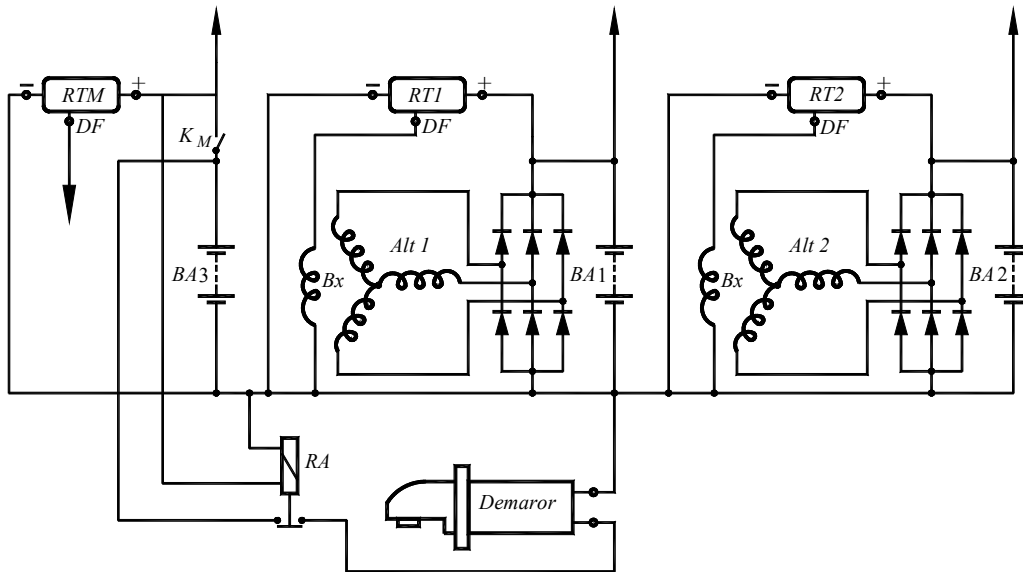 − RTM +
DF
K M
BA3
− RT1 +
DF
Bx
Alt 1
BA1
− RT2 +
DF
Bx
Alt 2
BA2
RA
Demaror